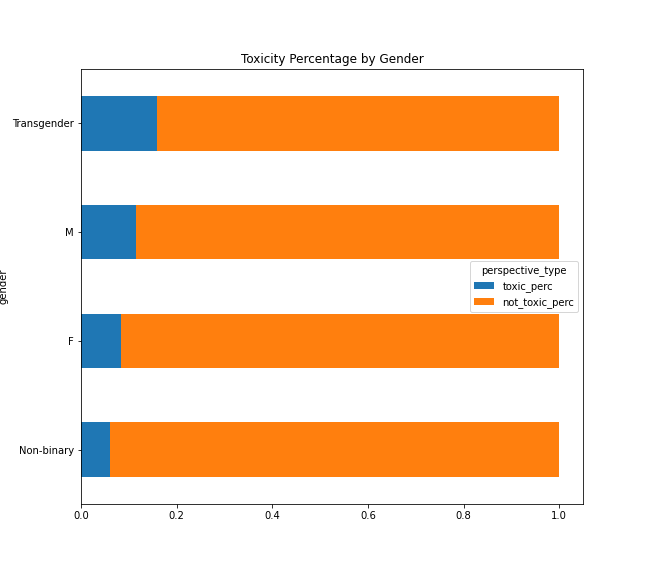 Toxicity Percentage by Gender
Transgender
M
F
Non-binary
gender
perspective_type
toxic_perc
not_toxic_perc
0.0 0.2 0.4 0.6 0.8 1.0